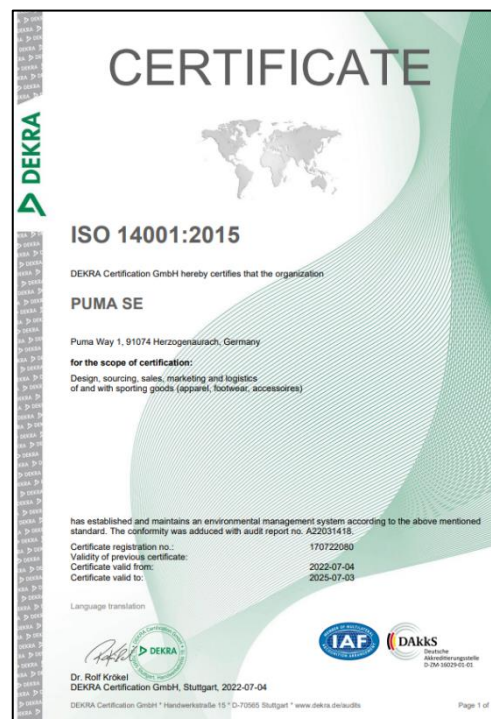 CERTIFICATE
DEKRA
ISO 14001:2015
DEKRA Certification GmbH hereby certifies that the organization
PUMA SE
Puma Way 1, 91074 Herzogenaurach, Germany
for the scope of certification:
Design, sourcing, sales, marketing and logistics
of and with sporting goods (apparel, footwear, accessoires)
has established and maintains an environmental management system according to the above mentioned
standard. The conformity was adduced with audit report no. A22031418.
Certificate registration no.: 170722080
Validity of previous certificate:
Certificate valid from: 2022-07-04
Certificate valid to: 2025-07-03
Language translation
DEKRA
IAF
DAkkS
Deutsche
Akkreditierungsstelle
D-ZM-16029-01-01
Dr. Rolf Krökel
DEKRA Certification GmbH, Stuttgart, 2022-07-04
DEKRA Certification GmbH * Handwerkstraße 15 * D-70565 Stuttgart * www.dekra.de/audits Page 1 of